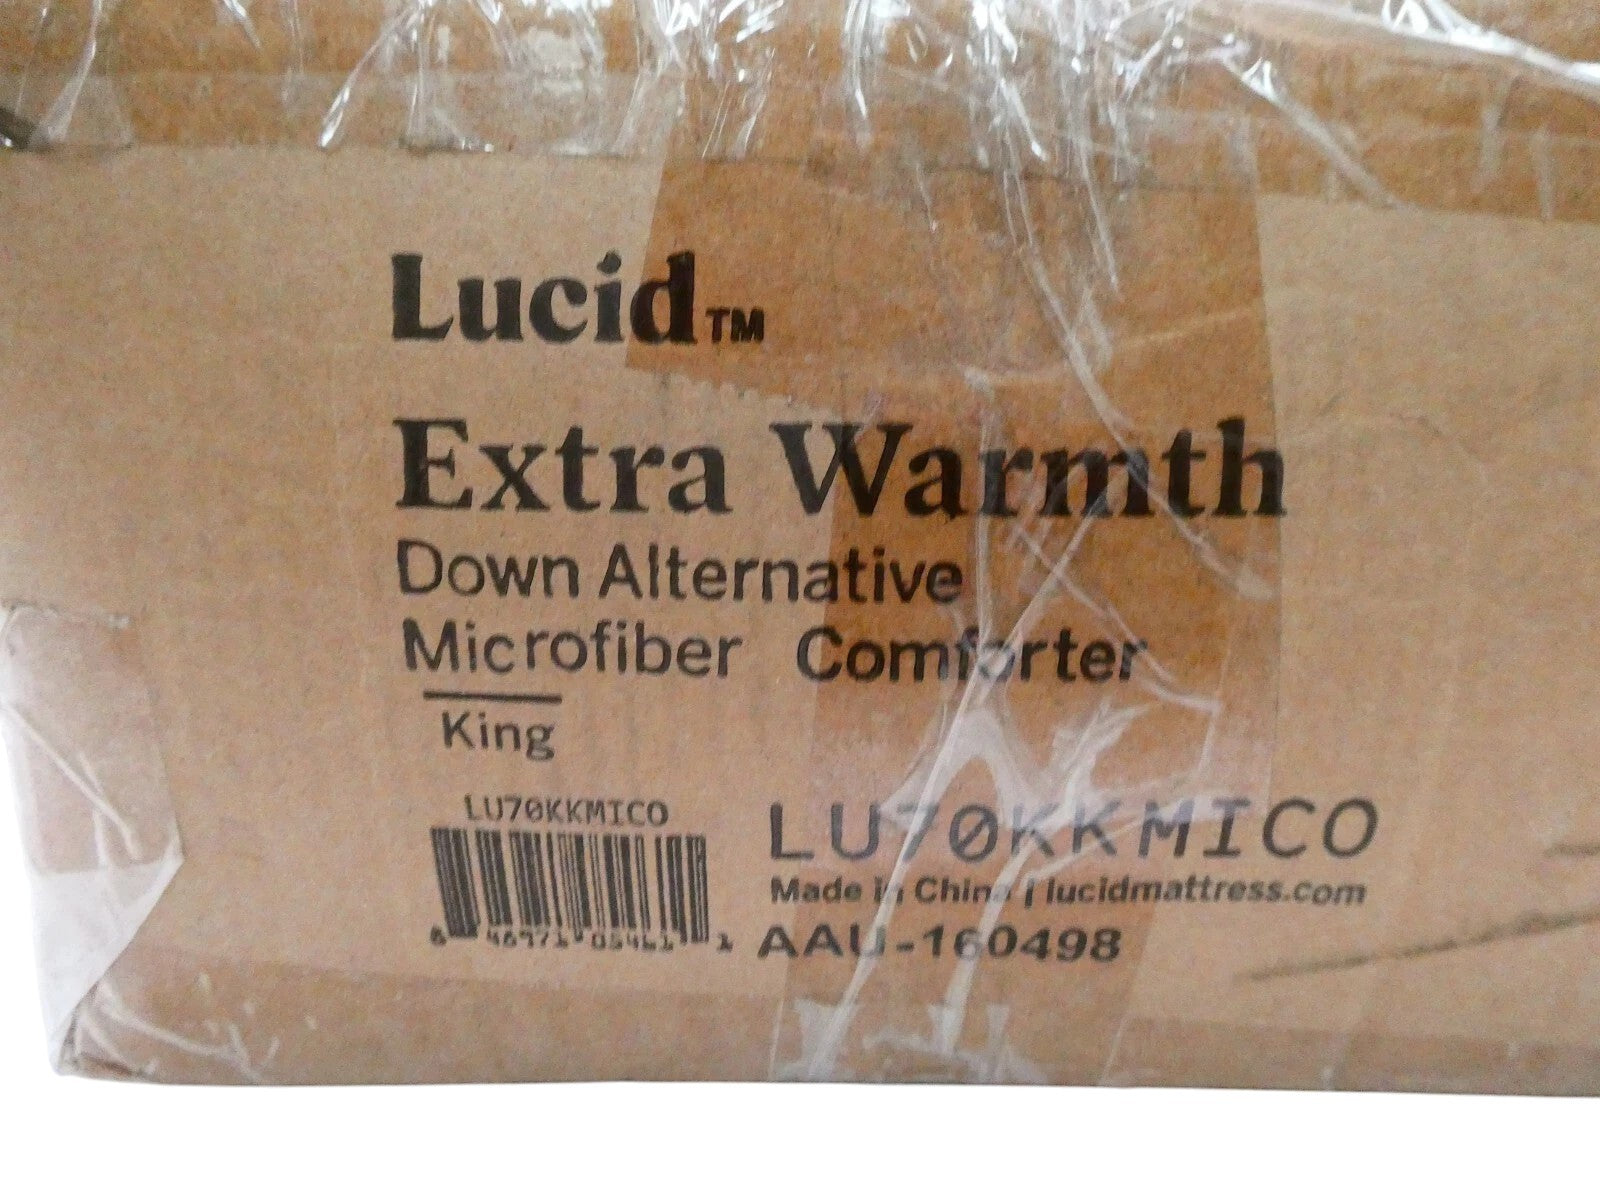 Lucid™
Extra Warmth
Down Alternative
Microfiber Comforter
King
LU70KKMICO
LU70KKMICO
Made in China | lucidmattress.com
AAU-160498